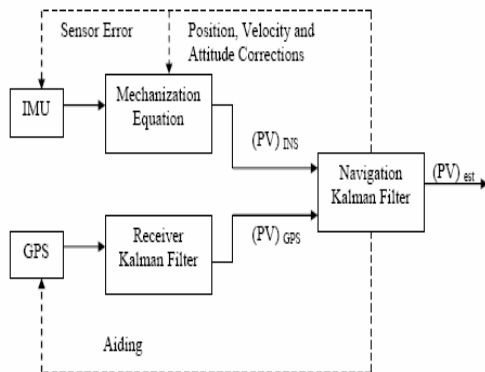 Sensor Error
Position, Velocity and
Attitude Corrections
IMU
Mechanization
Equation
(PV) INS
Navigation
Kalman Filter
(PV) est
GPS
Receiver
Kalman Filter
(PV) GPS
Aiding